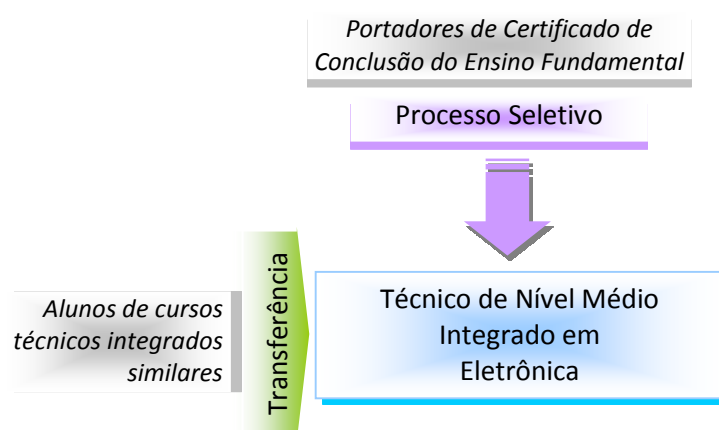 Portadores de Certificado de
Conclusão do Ensino Fundamental
Processo Seletivo
Transferência
Alunos de cursos
técnicos integrados
similares
Técnico de Nível Médio
Integrado em
Eletrônica